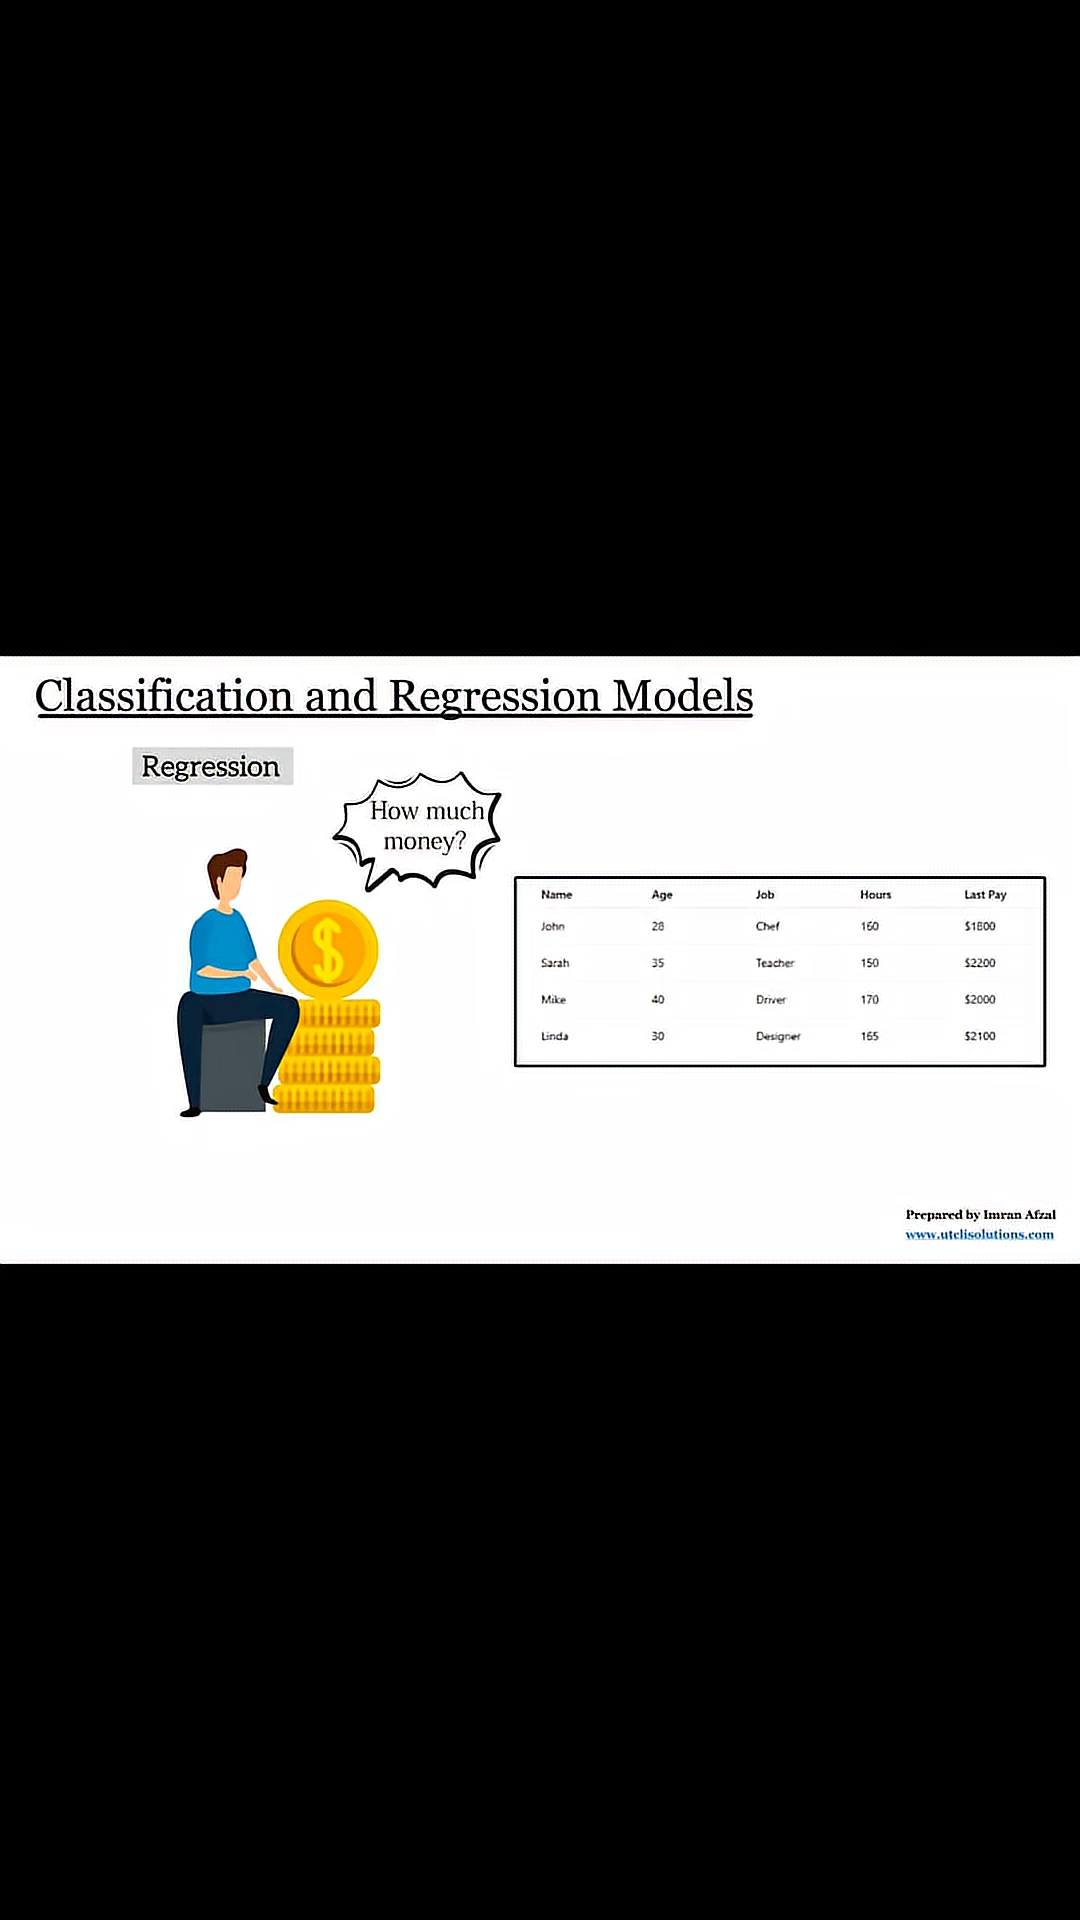 Classification and Regression Models
Regression
How much
money?
Name Age Job Hours Last Pay
John 28 Chef 160 $1800
Sarah 35 Teacher 150 $2200
Mike 40 Driver 170 $2000
Linda 30 Designer 165 $2100
Prepared by Imran Afzal
www.utclisolutions.com